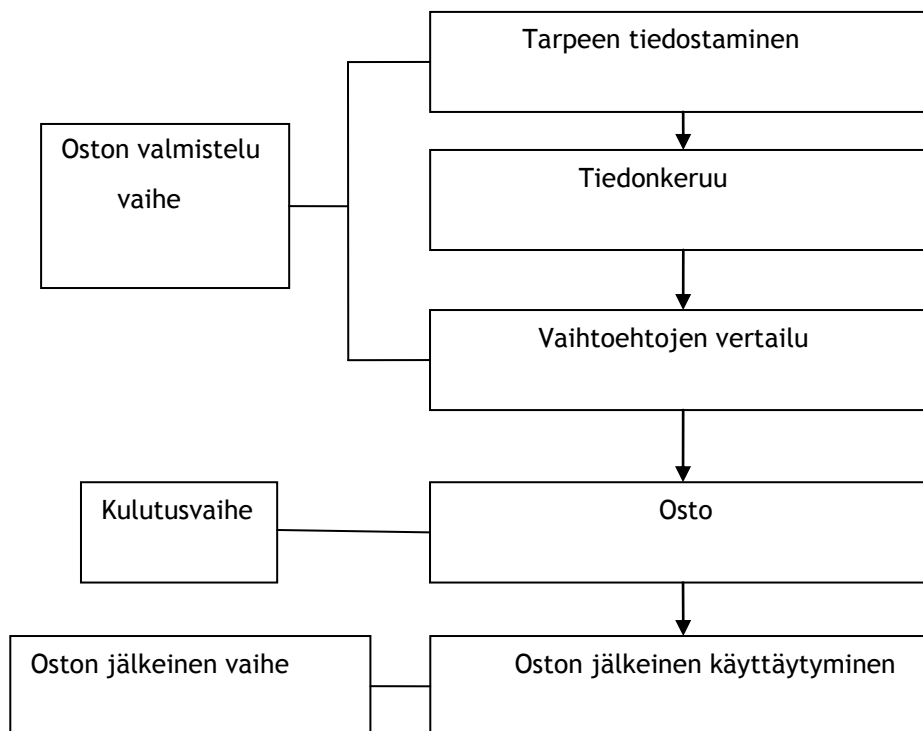 Tarpeen tiedostaminen
Oston valmistelu
vaihe
Tiedonkeruu
Vaihtoehtojen vertailu
Kulutusvaihe
Osto
Oston jälkeinen vaihe
Oston jälkeinen käyttäytyminen